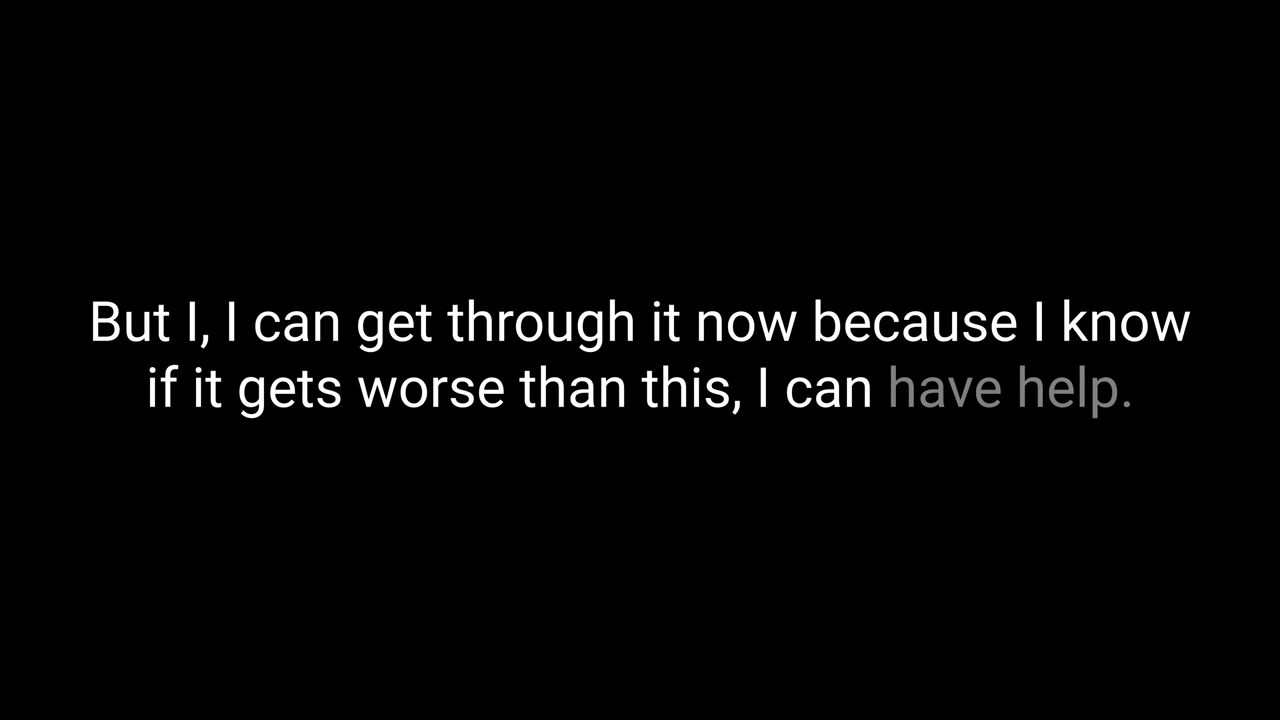 But I, I can get through it now because I know
if it gets worse than this, I can have help.